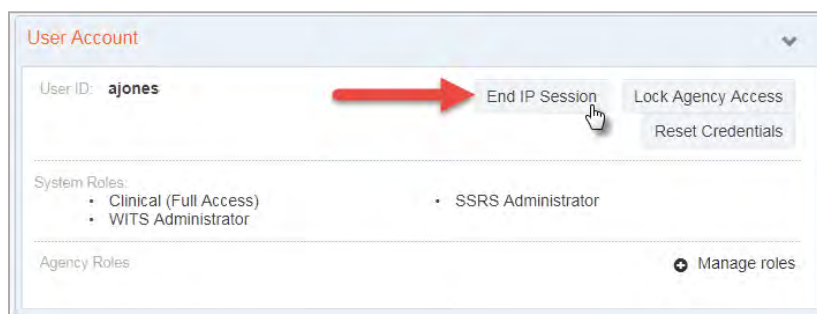 User Account
User ID: ajones
End IP Session
Lock Agency Access
Reset Credentials
System Roles:
• Clinical (Full Access)
• SSRS Administrator
• WITS Administrator
Agency Roles
Manage roles